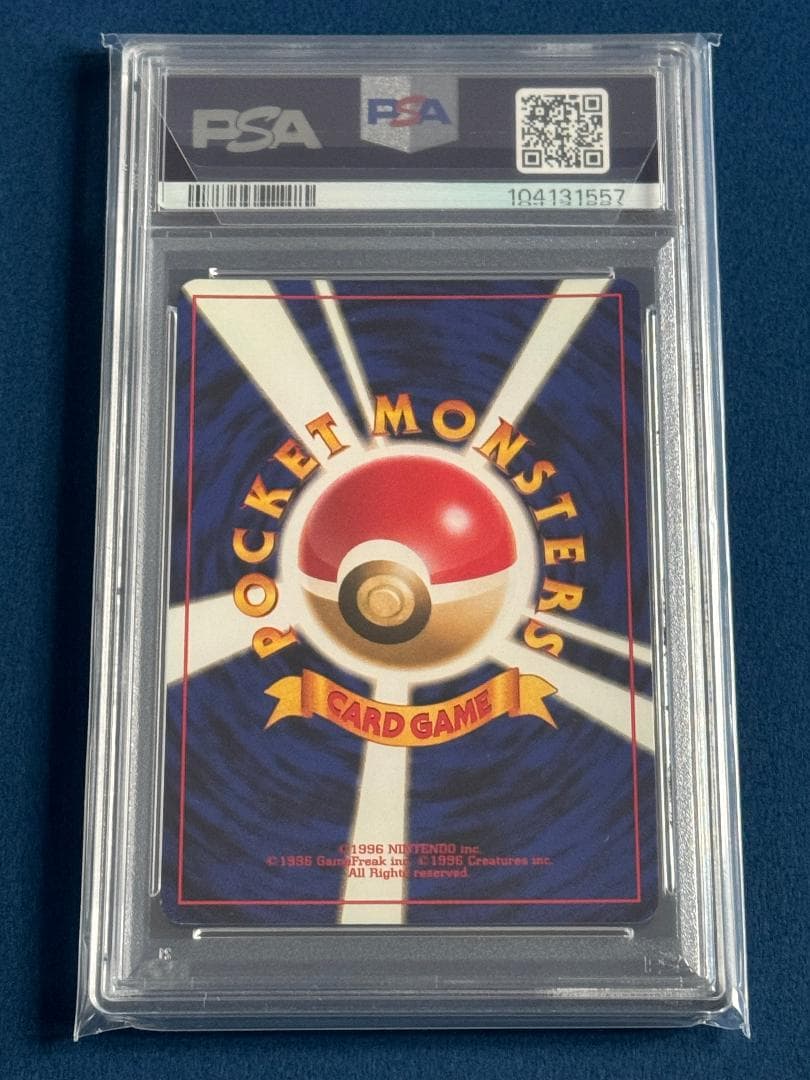 PSA PSA
104131557
POCKET MONSTERS
CARD GAME
©1996 NINTENDO inc.
©1996 GameFreak inc. ©1996 Creatures inc.
All Rights reserved.